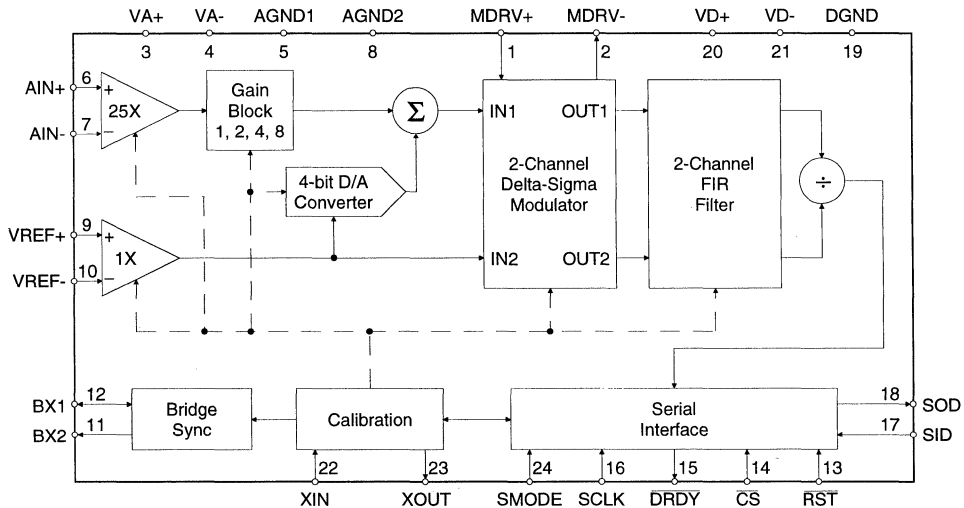 VA+ VA- AGND1 AGND2 MDRV+ MDRV- VD+ VD- DGND
3 4 5 8 1 2 20 21 19
AIN+ 6
+
25X
−
AIN- 7
Gain
Block
1, 2, 4, 8
Σ
4-bit D/A
Converter
VREF+ 9
+
1X
−
VREF- 10
IN1 OUT1
2-Channel
Delta-Sigma
Modulator
IN2 OUT2
2-Channel
FIR
Filter
÷
BX1 12
BX2 11
Bridge
Sync
Calibration
Serial
Interface
18 SOD
17 SID
22 23 24 16 15 14 13
XIN XOUT SMODE SCLK DRDY CS RST